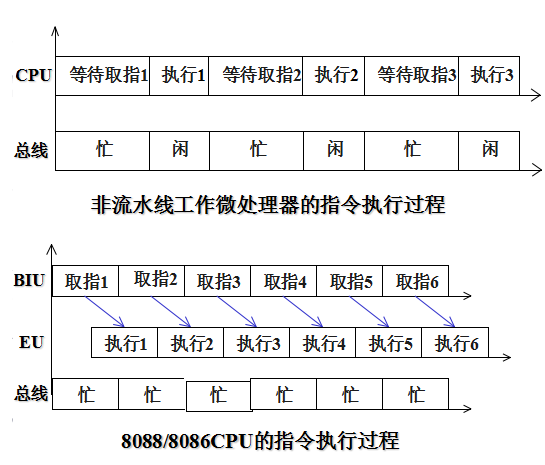 CPU 等待取指1 执行1 等待取指2 执行2 等待取指3 执行3
总线 忙 闲 忙 闲 忙 闲
非流水线工作微处理器的指令执行过程
BIU 取指1 取指2 取指3 取指4 取指5 取指6
EU 执行1 执行2 执行3 执行4 执行5 执行6
总线 忙 忙 忙 忙 忙 忙
8088/8086CPU的指令执行过程